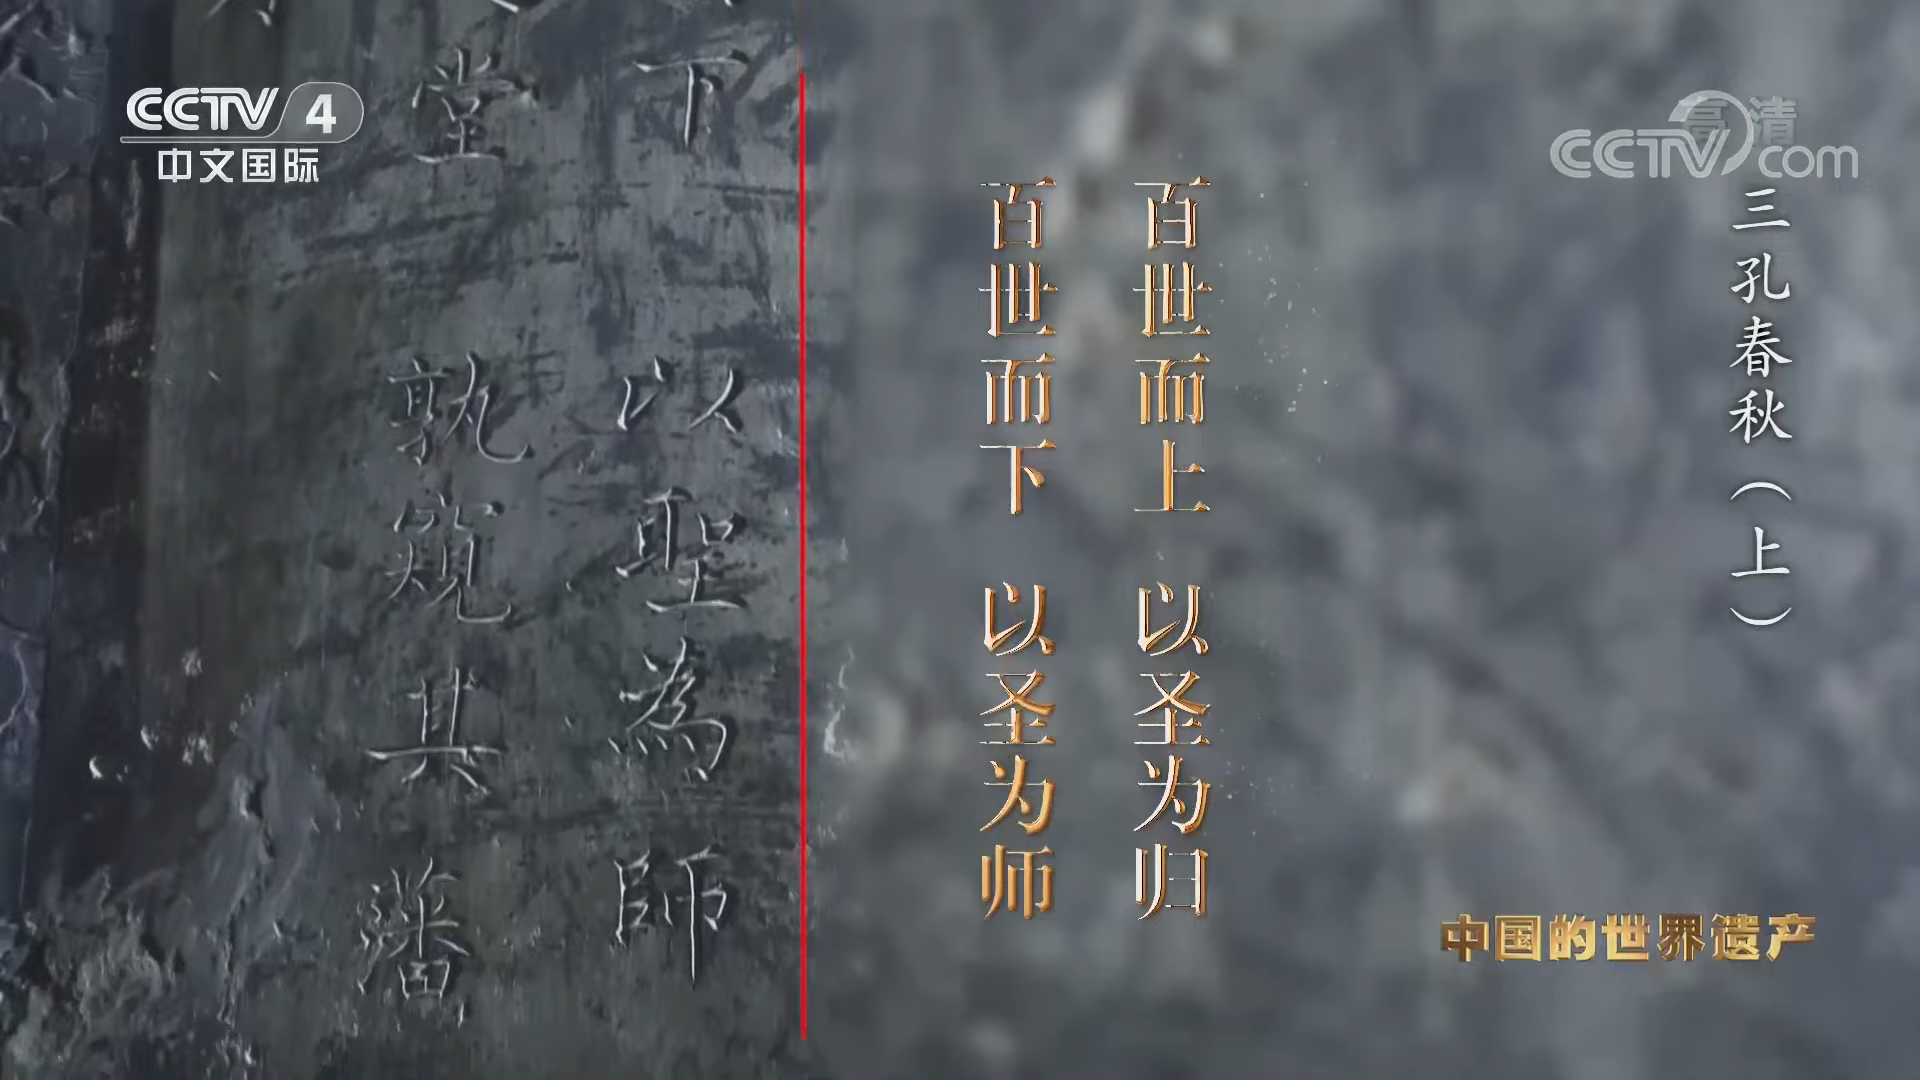 CCTV 4
中文国际
高清
CCTV com
三孔春秋（上）
百世而上 以圣为归
百世而下 以圣为师
中国的世界遗产
下 以聖為師
堂 孰窺其藩